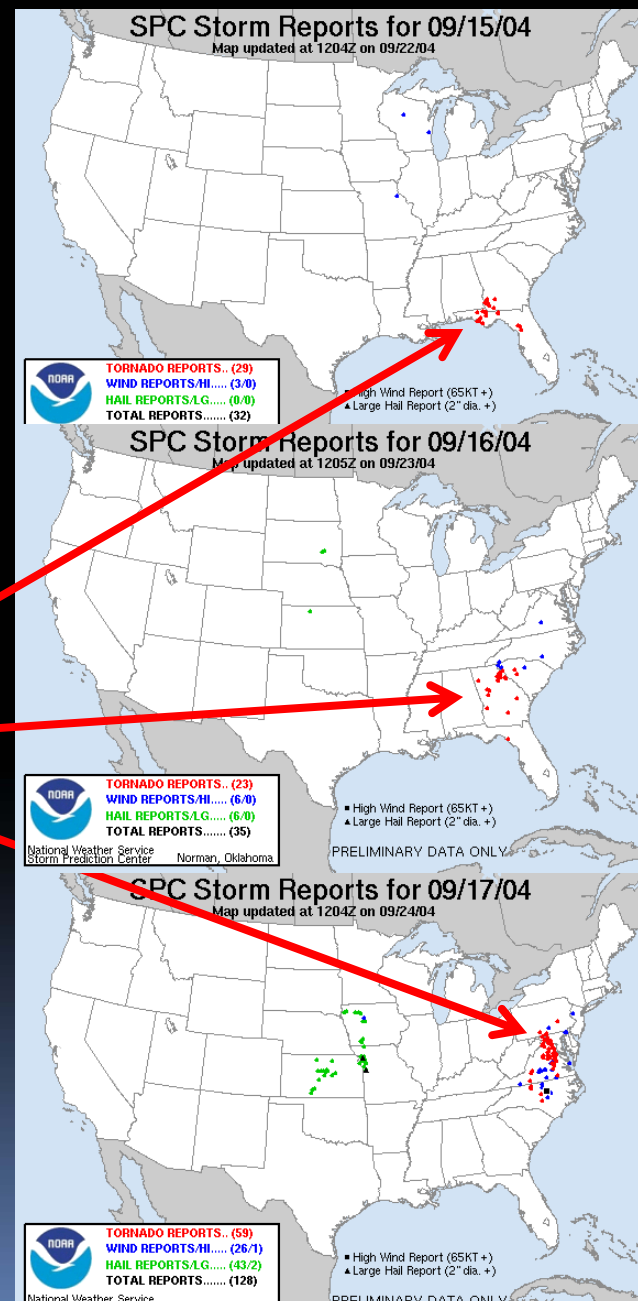 SPC Storm Reports for 09/15/04
Map updated at 1204Z on 09/22/04
NOAA
TORNADO REPORTS.. (29)
WIND REPORTS/HI..... (3/0)
HAIL REPORTS/LG..... (0/0)
TOTAL REPORTS....... (32)
High Wind Report (65KT +)
Large Hail Report (2" dia. +)
SPC Storm Reports for 09/16/04
Map updated at 1205Z on 09/23/04
NOAA
TORNADO REPORTS.. (23)
WIND REPORTS/HI..... (6/0)
HAIL REPORTS/LG..... (6/0)
TOTAL REPORTS....... (35)
National Weather Service
Storm Prediction Center Norman, Oklahoma
High Wind Report (65KT +)
Large Hail Report (2" dia. +)
PRELIMINARY DATA ONLY
SPC Storm Reports for 09/17/04
Map updated at 1204Z on 09/24/04
NOAA
TORNADO REPORTS.. (59)
WIND REPORTS/HI..... (26/1)
HAIL REPORTS/LG..... (43/2)
TOTAL REPORTS....... (128)
National Weather Service
High Wind Report (65KT +)
Large Hail Report (2" dia. +)
PRELIMINARY DATA ONLY